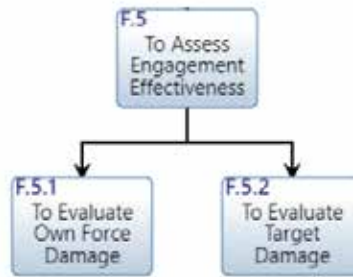 F.5
To Assess
Engagement
Effectiveness
F.5.1
To Evaluate
Own Force
Damage
F.5.2
To Evaluate
Target
Damage